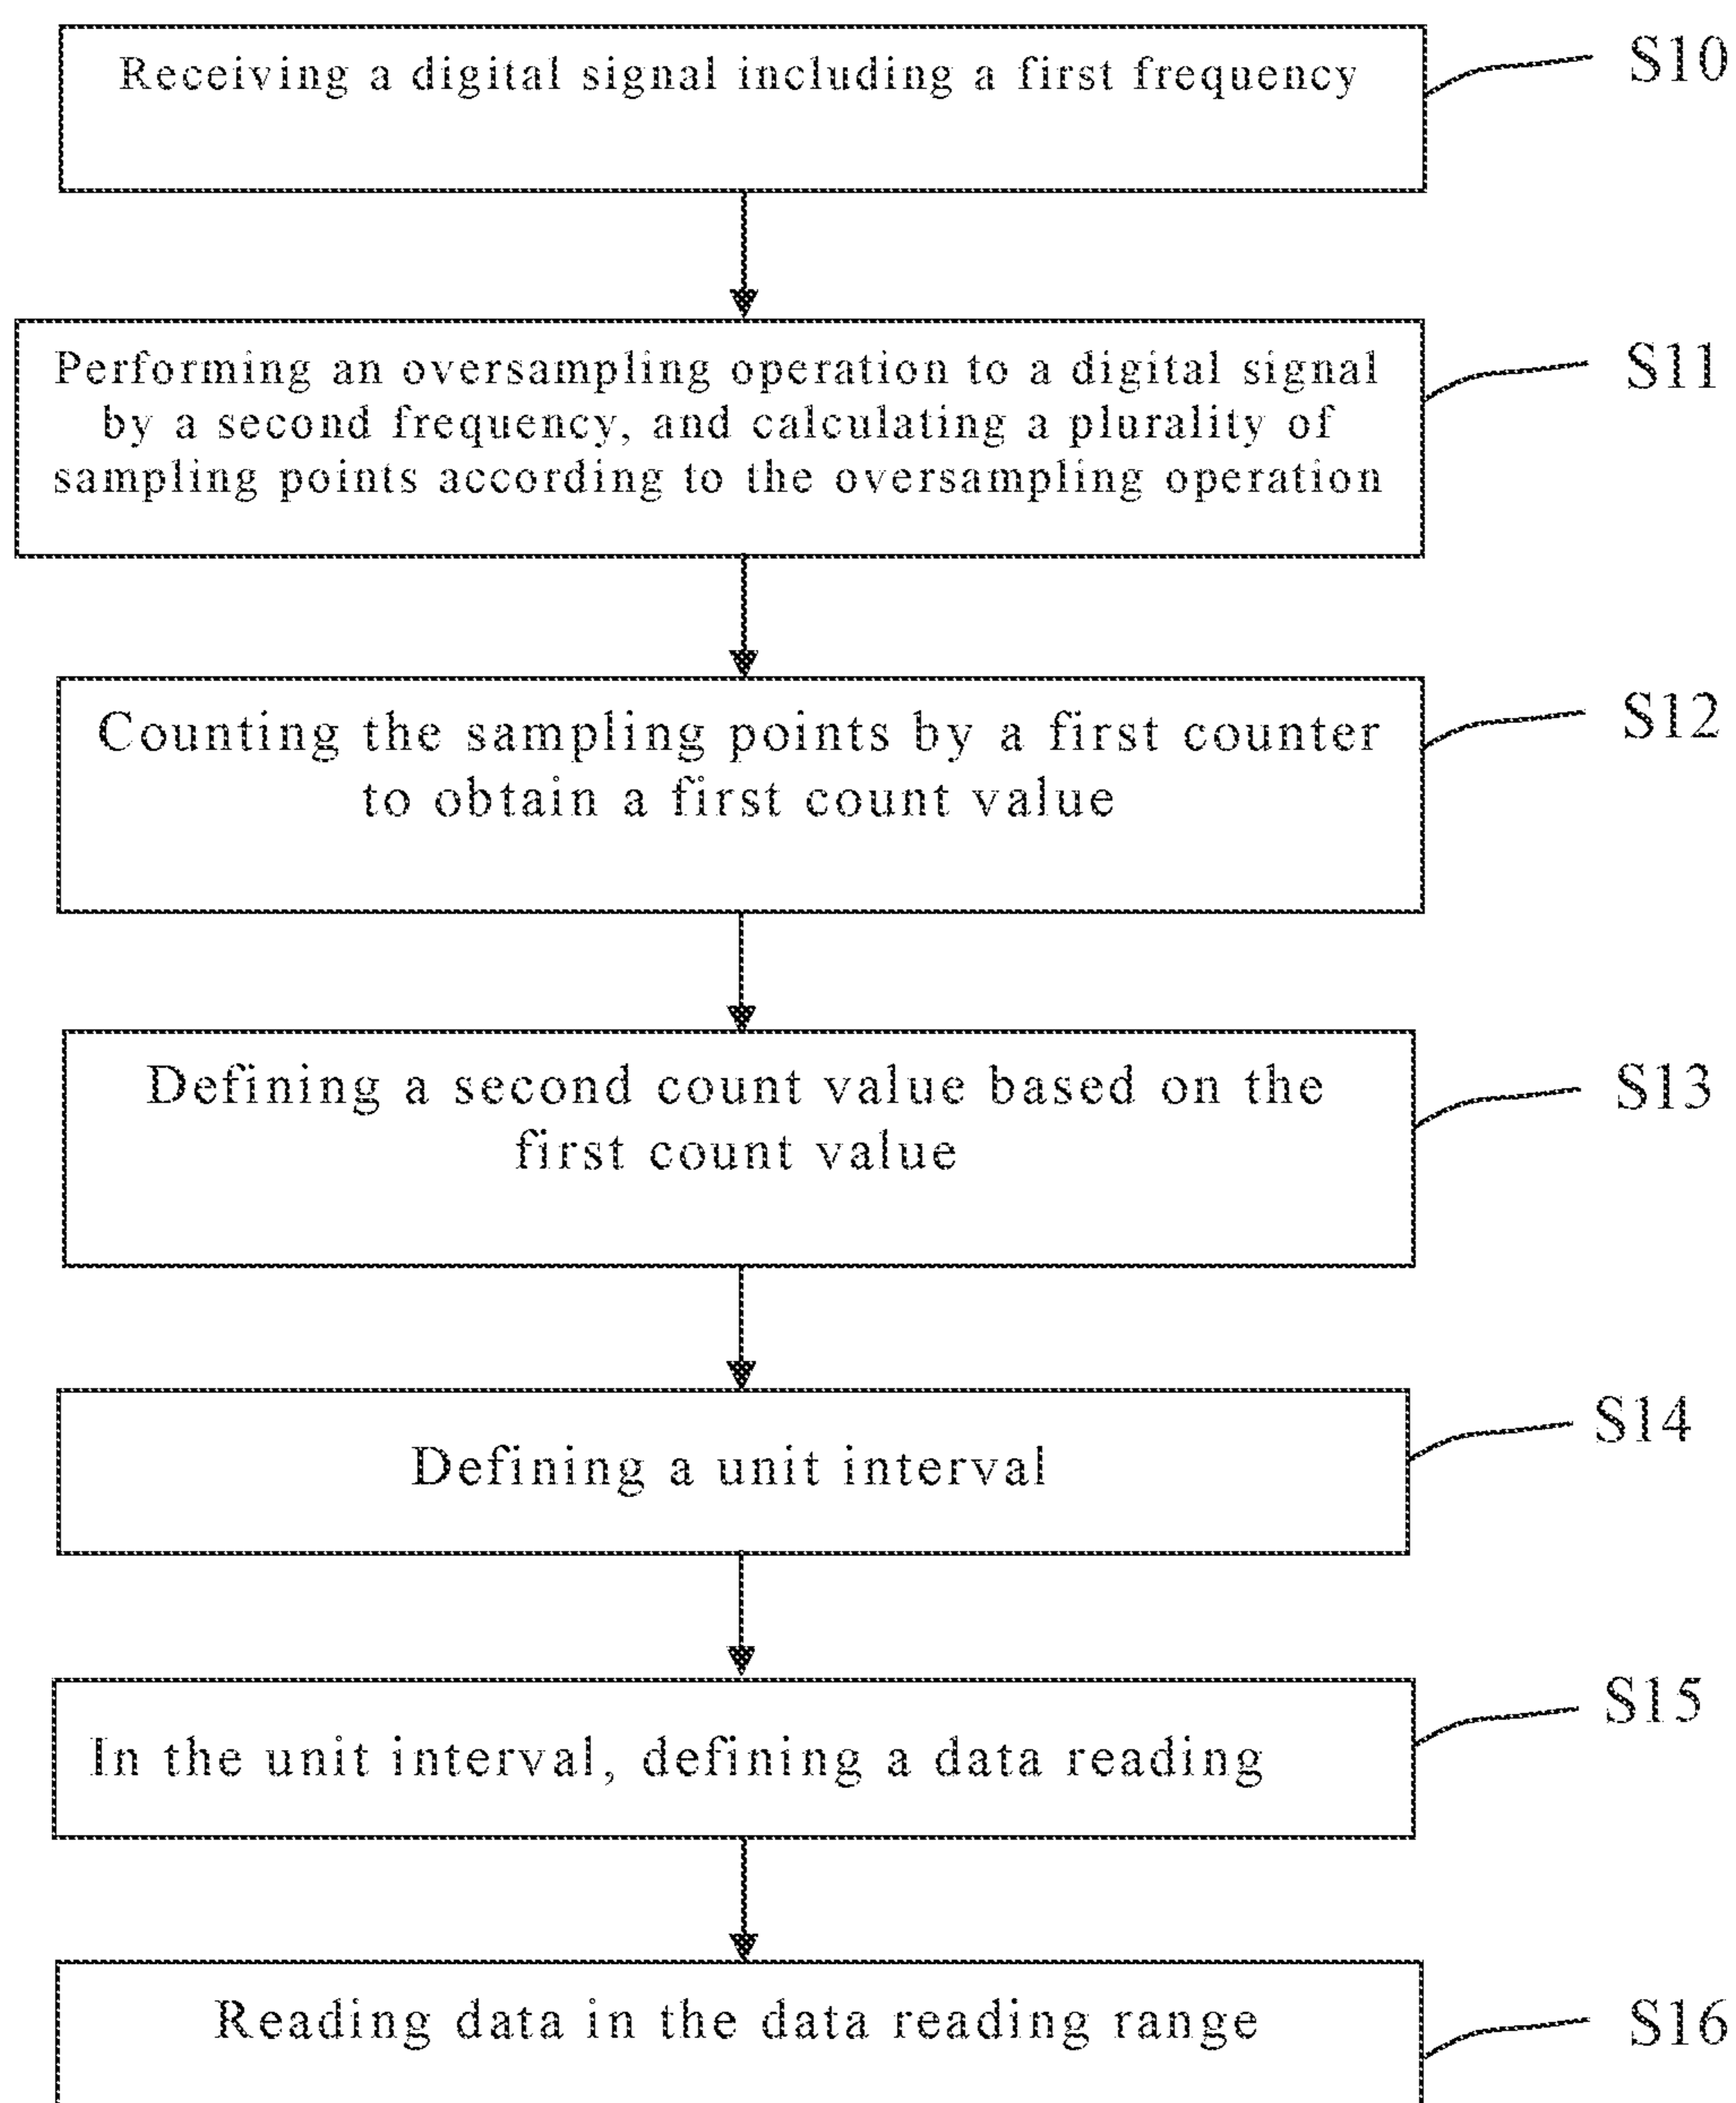 Receiving a digital signal including a first frequency
S10
Performing an oversampling operation to a digital signal
by a second frequency, and calculating a plurality of
sampling points according to the oversampling operation
S11
Counting the sampling points by a first counter
to obtain a first count value
S12
Defining a second count value based on the
first count value
S13
Defining a unit interval
S14
In the unit interval, defining a data reading
S15
Reading data in the data reading range
S16